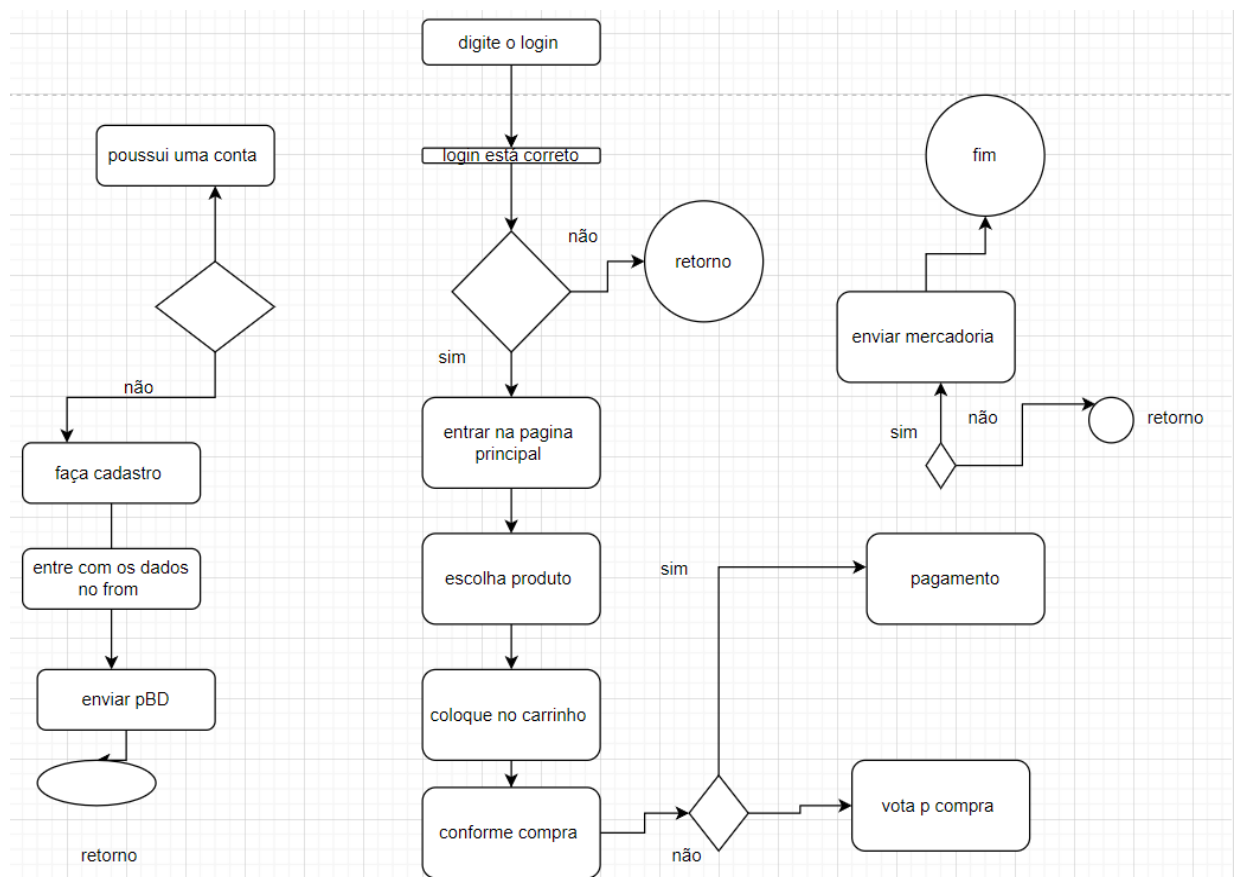 digite o login
poussui uma conta
login está correto
fim
não
retorno
enviar mercadoria
sim
não
não
retorno
sim
entrar na pagina
principal
faça cadastro
entre com os dados
no from
escolha produto
sim
pagamento
enviar pBD
coloque no carrinho
vota p compra
conforme compra
não
retorno